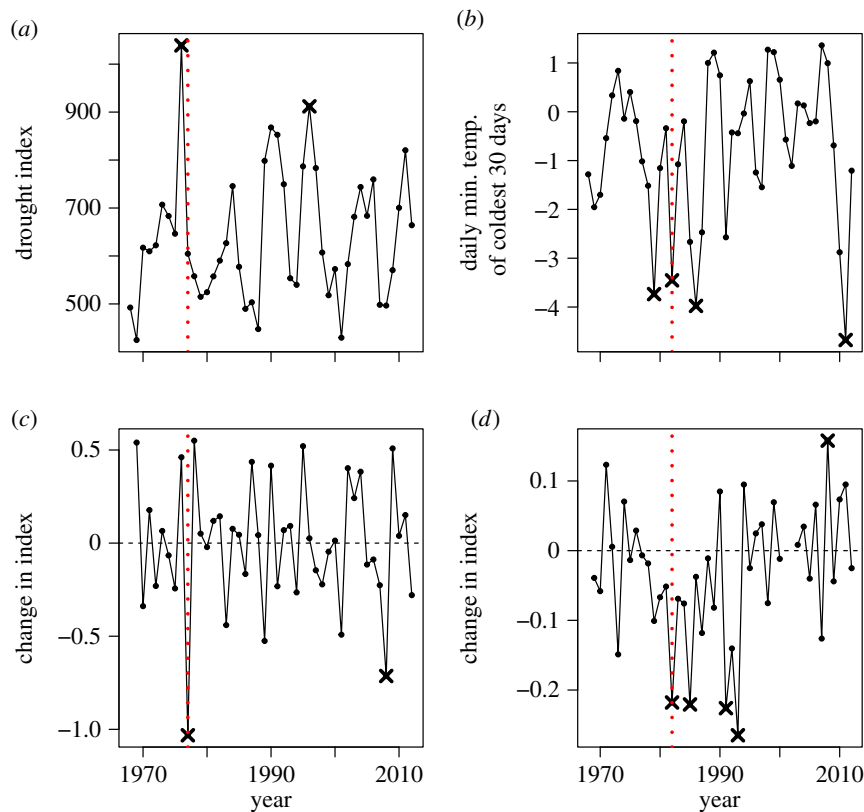 (a)
drought index
900
700
500
(b)
daily min. temp.
of coldest 30 days
1
0
−1
−2
−3
−4
(c)
change in index
0.5
0
−0.5
−1.0
1970
1990
2010
year
(d)
change in index
0.1
0
−0.1
−0.2
1970
1990
2010
year